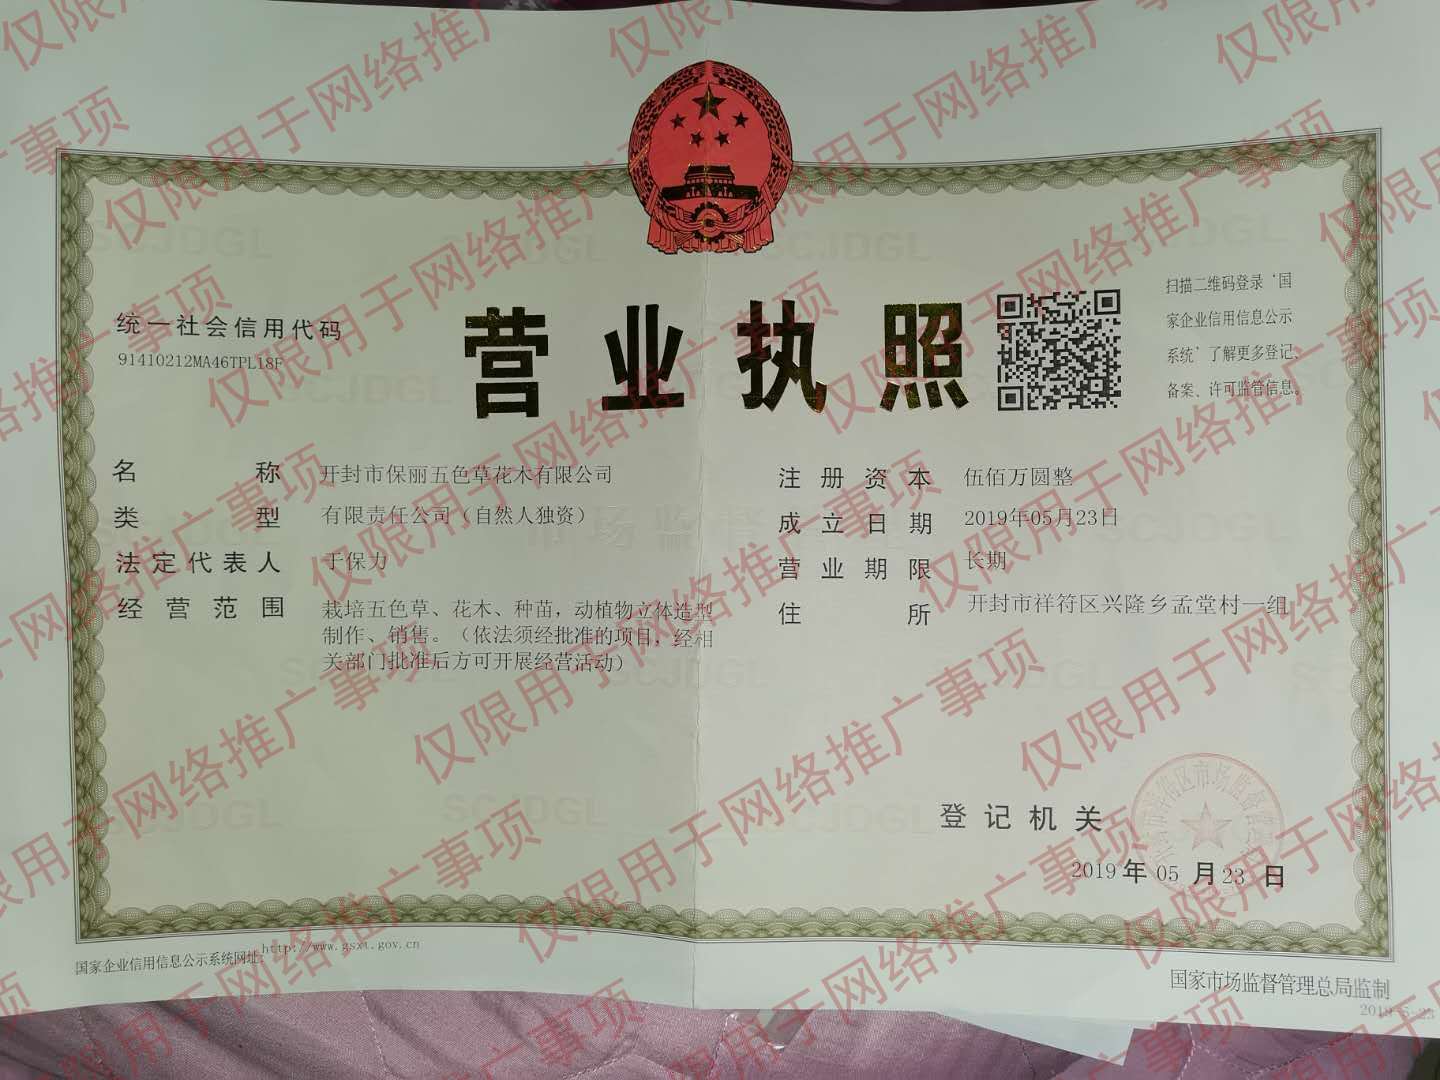 统一社会信用代码
91410212MA46TPL18F
营业执照
扫描二维码登录‘国
家企业信用信息公示
系统’了解更多登记、
备案、许可监管信息。
名称 开封市保丽五色草花木有限公司
类型 有限责任公司（自然人独资）
法定代表人 于保力
经营范围 栽培五色草、花木、种苗，动植物立体造型
制作、销售。（依法须经批准的项目，经相
关部门批准后方可开展经营活动）
注册资本 伍佰万圆整
成立日期 2019年05月23日
营业期限 长期
住所 开封市祥符区兴隆乡孟堂村一组
登记机关
2019年05月23日
国家企业信用信息公示系统网址：http://www.gsxt.gov.cn
国家市场监督管理总局监制
仅限用于网络推广事项
SCJDGL